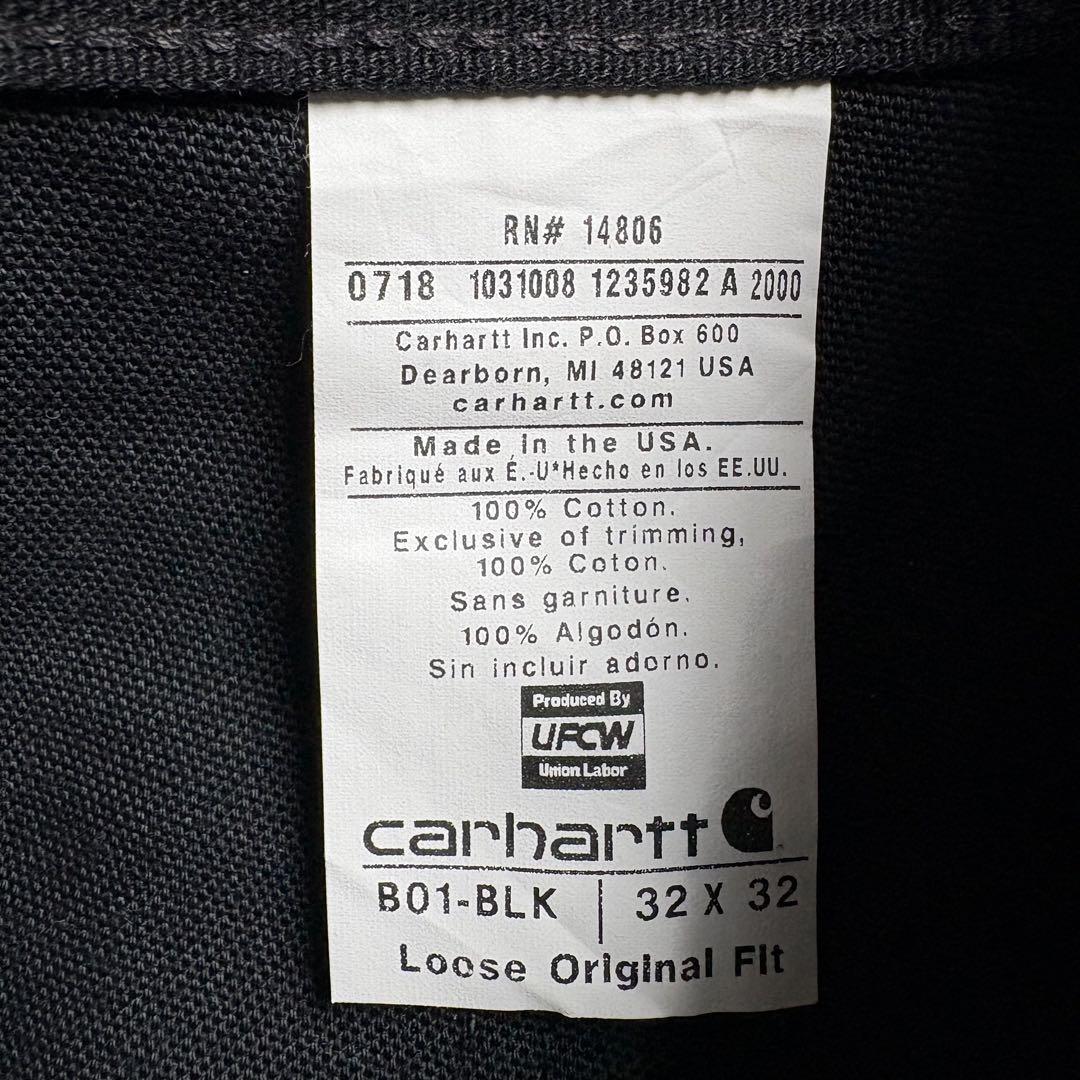 RN# 14806
0718 1031008 1235982 A 2000
Carhartt Inc. P.O. Box 600
Dearborn, MI 48121 USA
carhartt.com
Made in the USA.
Fabriqué aux É.-U*Hecho en los EE.UU.
100% Cotton.
Exclusive of trimming,
100% Coton.
Sans garniture.
100% Algodón.
Sin incluir adorno.
Produced By
UFCW
Union Labor
carhartt
B01-BLK | 32 X 32
Loose Original Fit